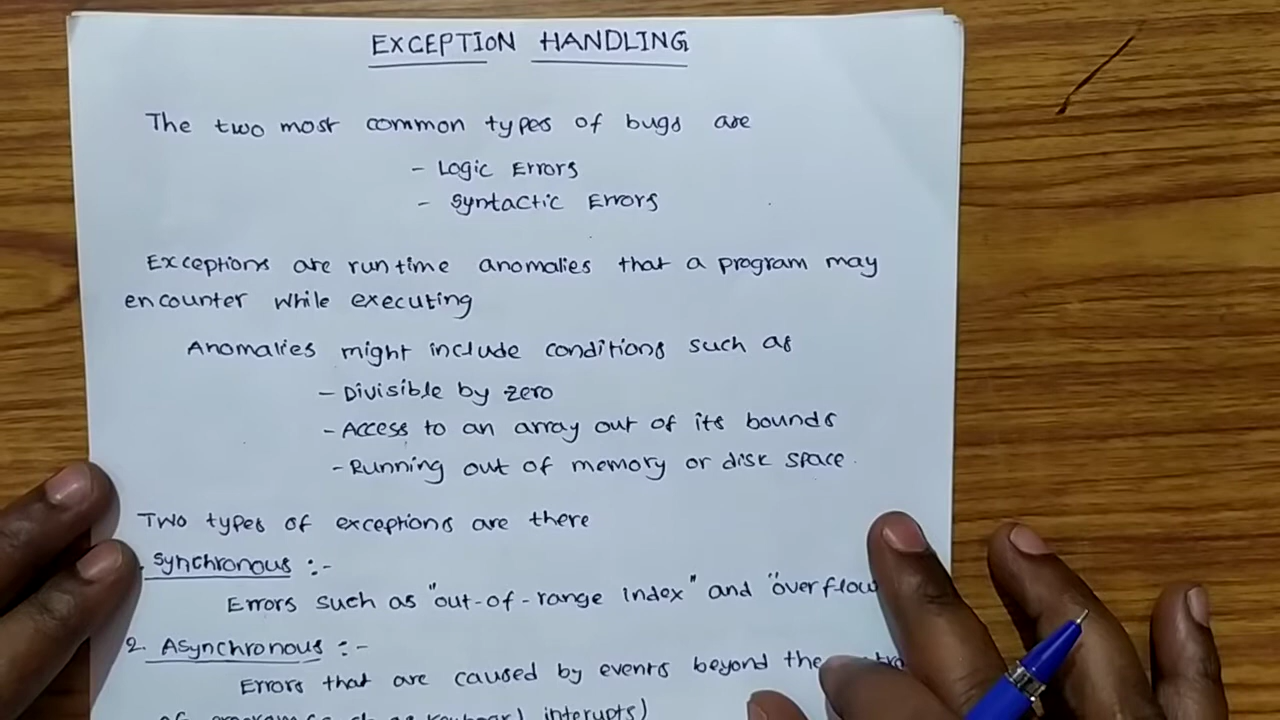 EXCEPTION HANDLING
The two most common types of bugs are
- Logic Errors
- Syntactic Errors
Exceptions are runtime anomalies that a program may
encounter while executing
Anomalies might include conditions such as
- Divisible by zero
- Access to an array out of its bounds
- Running out of memory or disk space.
Two types of exceptions are there
Synchronous :-
Errors such as "out-of-range index" and "overflow
2. Asynchronous :-
Errors that are caused by events beyond the
interupts)